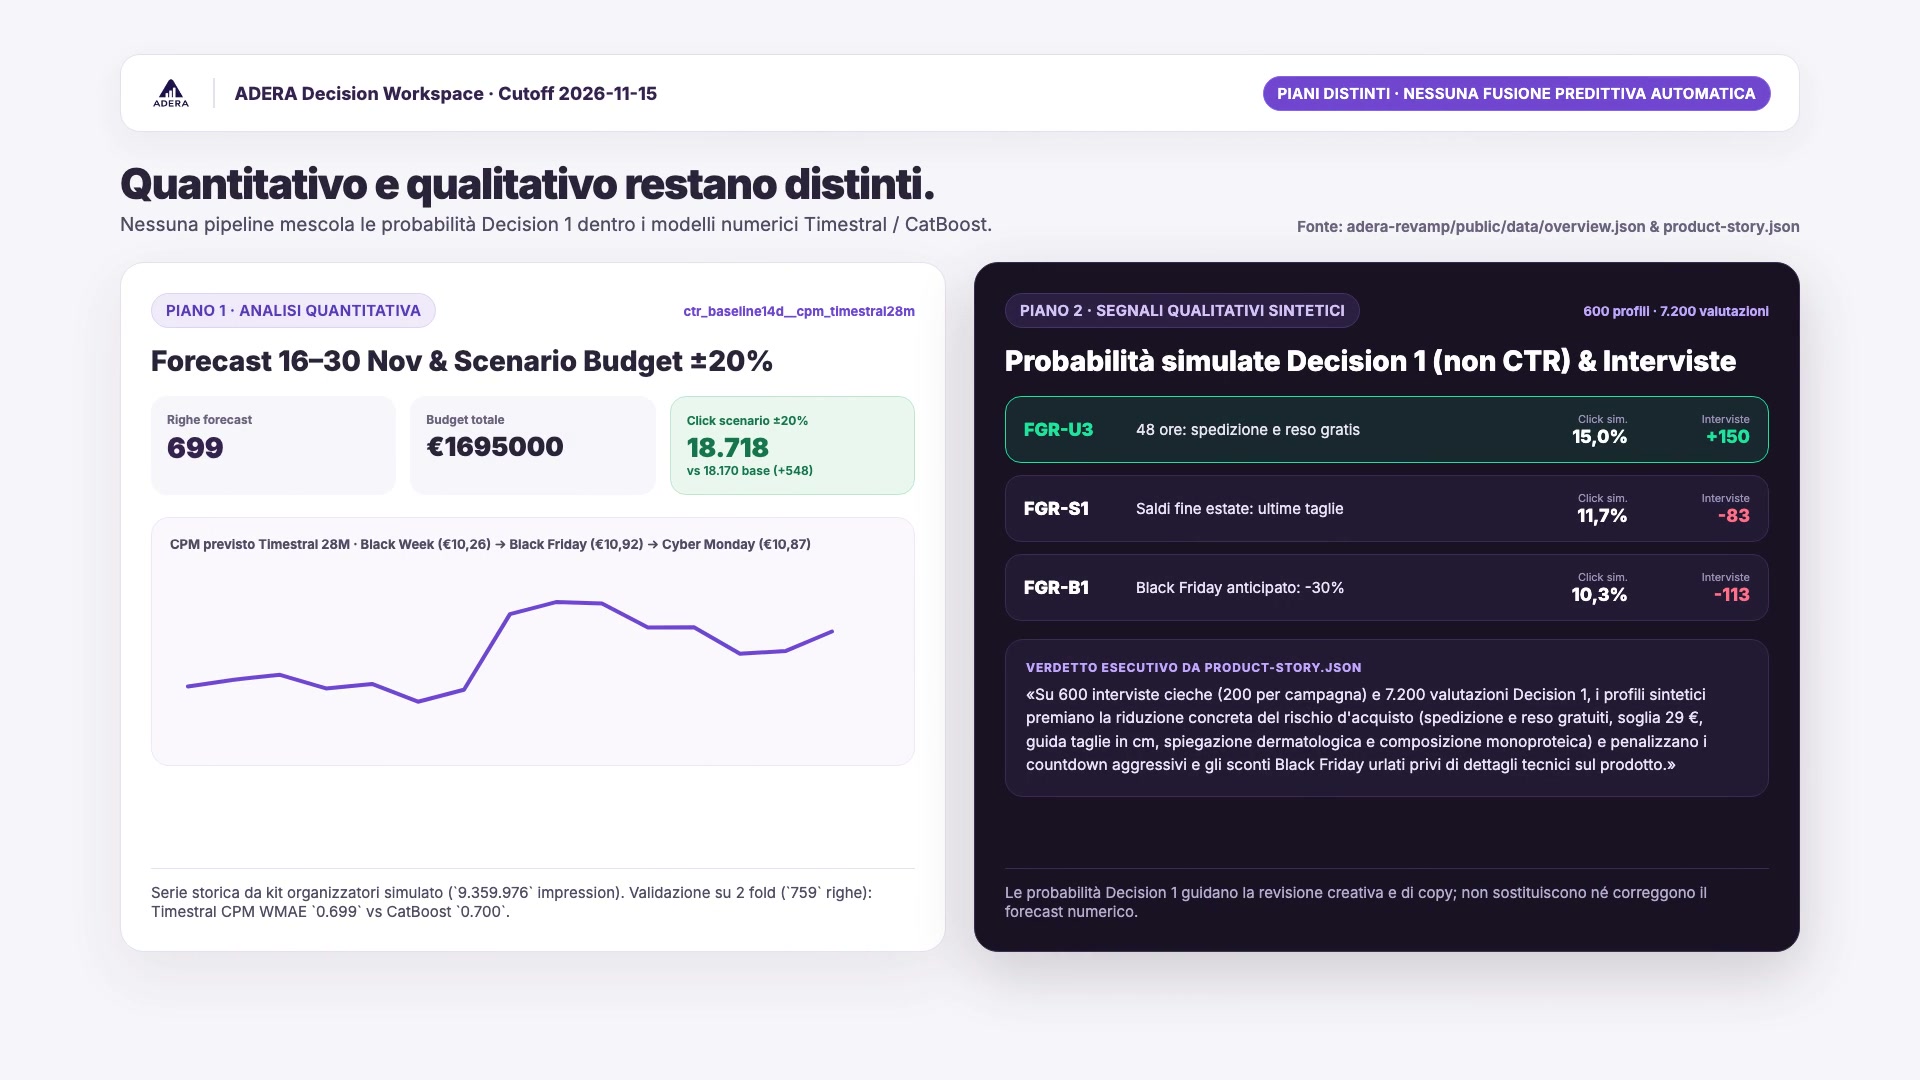 ADERA
ADERA Decision Workspace · Cutoff 2026-11-15
PIANI DISTINTI · NESSUNA FUSIONE PREDITTIVA AUTOMATICA
Quantitativo e qualitativo restano distinti.
Nessuna pipeline mescola le probabilità Decision 1 dentro i modelli numerici Timestral / CatBoost.
Fonte: adera-revamp/public/data/overview.json & product-story.json
PIANO 1 · ANALISI QUANTITATIVA
ctr_baseline14d__cpm_timestral28m
Forecast 16–30 Nov & Scenario Budget ±20%
Righe forecast
699
Budget totale
€1695000
Click scenario ±20%
18.718
vs 18.170 base (+548)
CPM previsto Timestral 28M · Black Week (€10,26) → Black Friday (€10,92) → Cyber Monday (€10,87)
Serie storica da kit organizzatori simulato (`9.359.976` impression). Validazione su 2 fold (`759` righe):
Timestral CPM WMAE `0.699` vs CatBoost `0.700`.
PIANO 2 · SEGNALI QUALITATIVI SINTETICI
600 profili · 7.200 valutazioni
Probabilità simulate Decision 1 (non CTR) & Interviste
FGR-U3
48 ore: spedizione e reso gratis
Click sim.
15,0%
Interviste
+150
FGR-S1
Saldi fine estate: ultime taglie
Click sim.
11,7%
Interviste
-83
FGR-B1
Black Friday anticipato: -30%
Click sim.
10,3%
Interviste
-113
VERDETTO ESECUTIVO DA PRODUCT-STORY.JSON
«Su 600 interviste cieche (200 per campagna) e 7.200 valutazioni Decision 1, i profili sintetici
premiano la riduzione concreta del rischio d'acquisto (spedizione e reso gratuiti, soglia 29 €,
guida taglie in cm, spiegazione dermatologica e composizione monoproteica) e penalizzano i
countdown aggressivi e gli sconti Black Friday urlati privi di dettagli tecnici sul prodotto.»
Le probabilità Decision 1 guidano la revisione creativa e di copy; non sostituiscono né correggono il
forecast numerico.